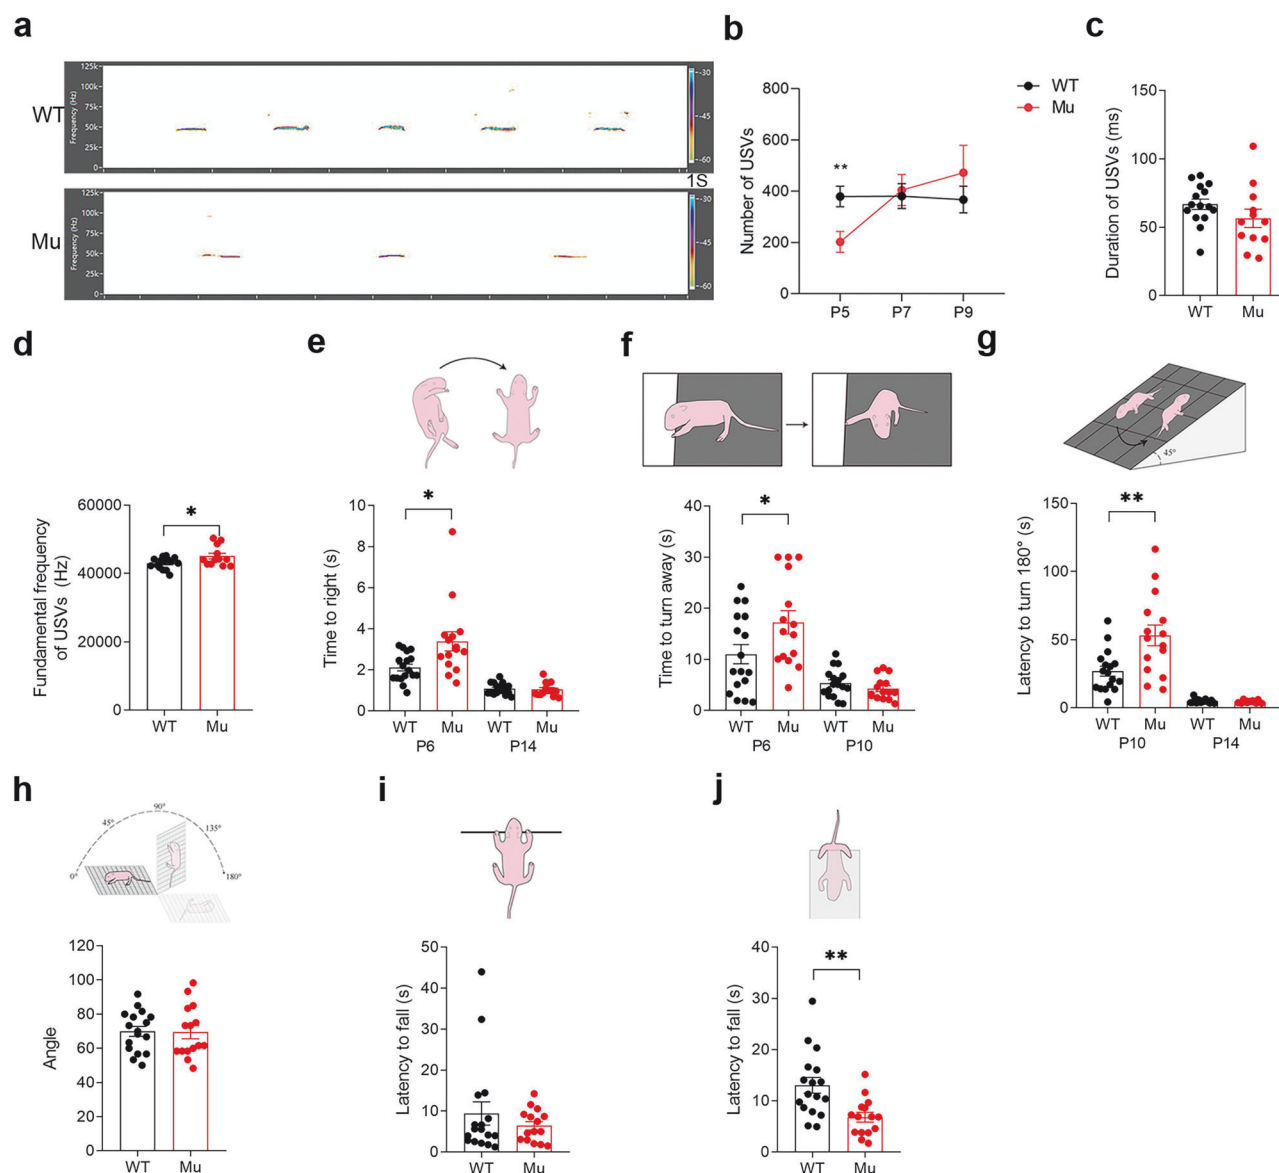 a
WT
Frequency (Hz)
125k
100k
75k
50k
25k
0
-30
-45
-60
1S
Mu
Frequency (Hz)
125k
100k
75k
50k
25k
0
-30
-45
-60
b
Number of USVs
800
600
400
200
0
**
P5 P7 P9
WT
Mu
c
Duration of USVs (ms)
150
100
50
0
WT Mu
d
Fundamental frequency
of USVs (Hz)
60000
40000
20000
0
*
WT Mu
e
Time to right (s)
10
8
6
4
2
0
*
WT Mu WT Mu
P6 P14
f
Time to turn away (s)
40
30
20
10
0
*
WT Mu WT Mu
P6 P10
g
45°
Latency to turn 180° (s)
150
100
50
0
**
WT Mu WT Mu
P10 P14
h
0°
45°
90°
135°
180°
Angle
120
100
80
60
40
20
0
WT Mu
i
Latency to fall (s)
50
40
30
20
10
0
WT Mu
j
Latency to fall (s)
40
30
20
10
0
**
WT Mu